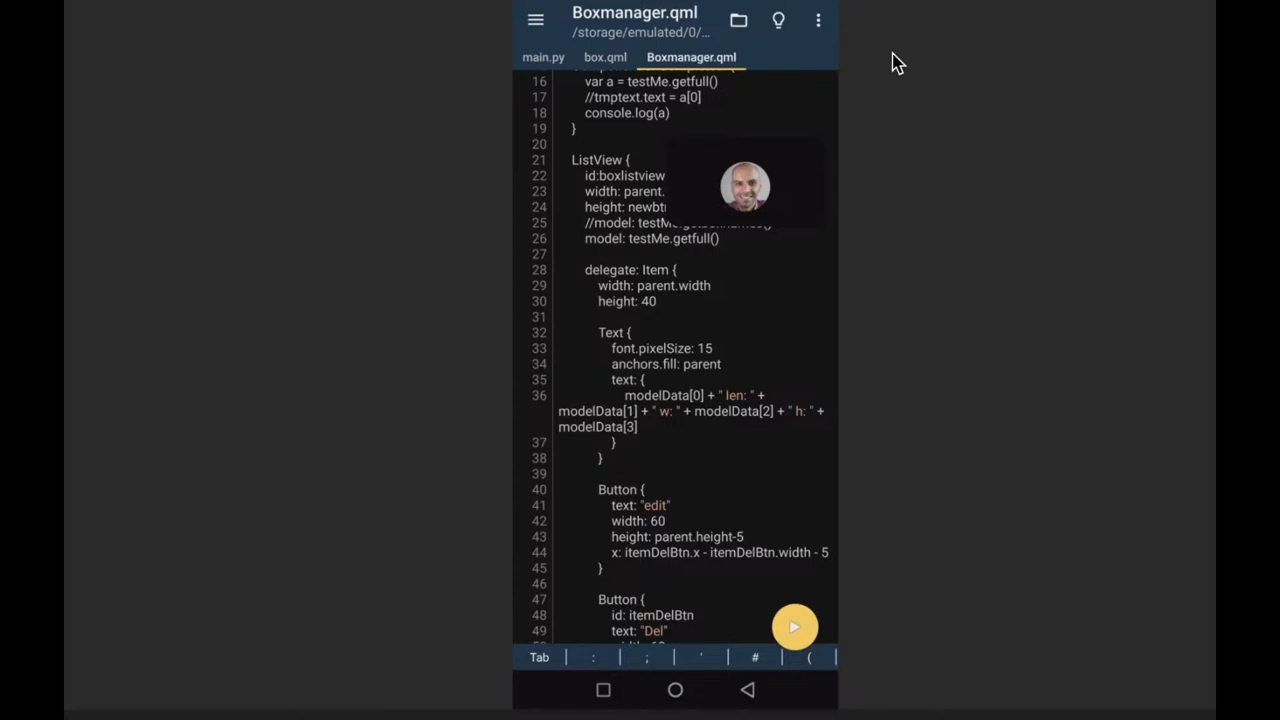 Boxmanager.qml
/storage/emulated/0/...
main.py box.qml Boxmanager.qml
16 var a = testMe.getfull()
17 //tmptext.text = a[0]
18 console.log(a)
19 }
20
21 ListView {
22 id:boxlistview
23 width: parent.
24 height: newbt
25 //model: testMe
26 model: testMe.getfull()
27
28 delegate: Item {
29 width: parent.width
30 height: 40
31
32 Text {
33 font.pixelSize: 15
34 anchors.fill: parent
35 text: {
36 modelData[0] + " len: " +
modelData[1] + " w: " + modelData[2] + " h: " +
modelData[3]
37 }
38 }
39
40 Button {
41 text: "edit"
42 width: 60
43 height: parent.height-5
44 x: itemDelBtn.x - itemDelBtn.width - 5
45 }
46
47 Button {
48 id: itemDelBtn
49 text: "Del"
Tab : ; ' # (